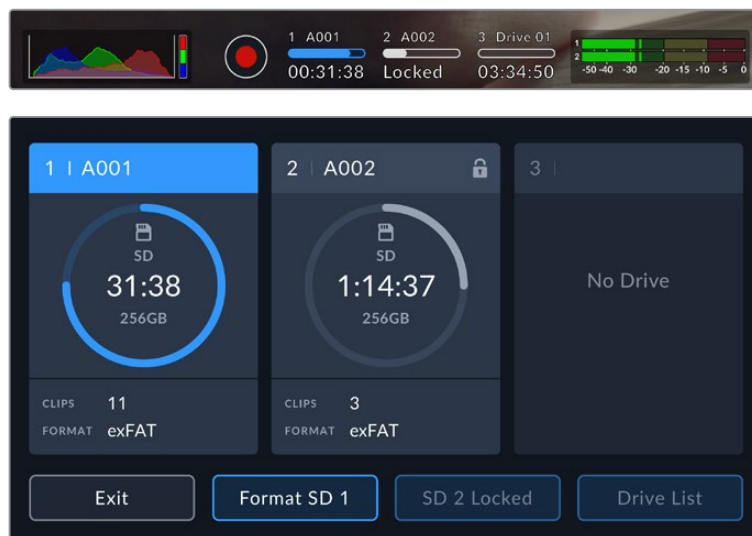 1 A001 2 A002 3 Drive 01
00:31:38 Locked 03:34:50
1
2
-50 -40 -30 -20 -15 -10 -5 0
1 | A001 2 | A002 3 |
SD SD
31:38 1:14:37 No Drive
256GB 256GB
CLIPS 11 CLIPS 3
FORMAT exFAT FORMAT exFAT
Exit Format SD 1 SD 2 Locked Drive List